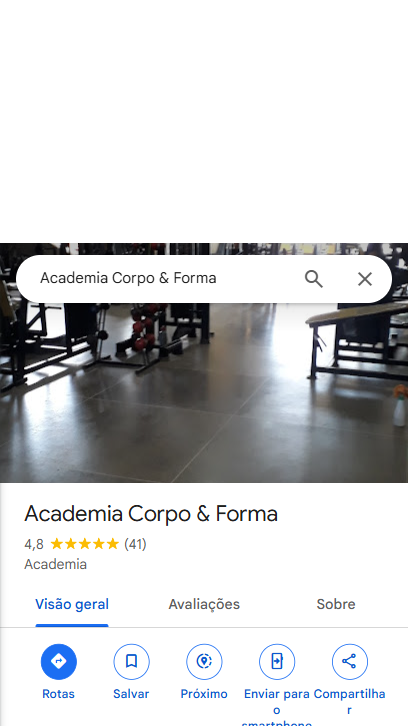 Academia Corpo & Forma
Academia Corpo & Forma
4,8 (41)
Academia
Visão geral Avaliações Sobre
Rotas Salvar Próximo Enviar para o smartphone Compartilhar